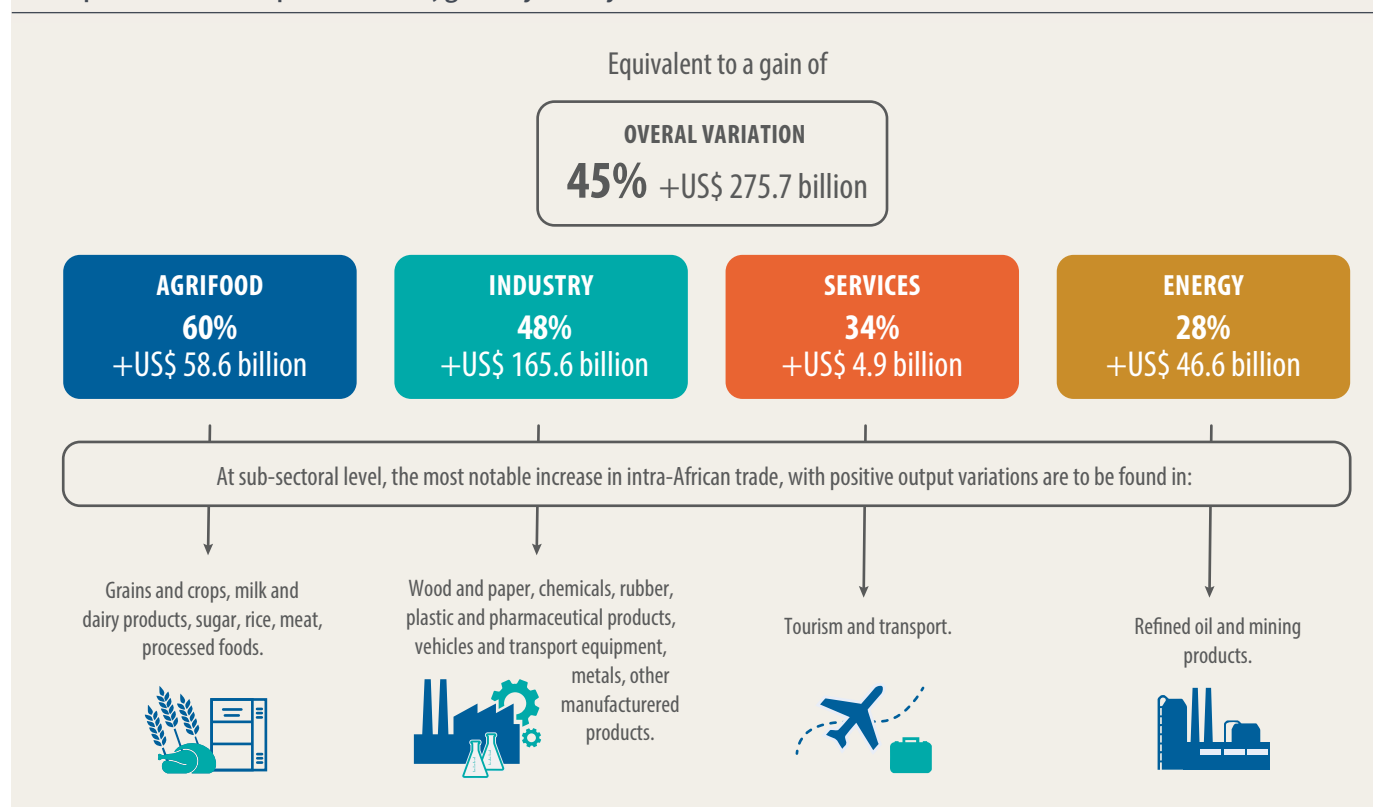 Equivalent to a gain of
OVERAL VARIATION
45% +US$ 275.7 billion
AGRIFOOD
60%
+US$ 58.6 billion
INDUSTRY
48%
+US$ 165.6 billion
SERVICES
34%
+US$ 4.9 billion
ENERGY
28%
+US$ 46.6 billion
At sub-sectoral level, the most notable increase in intra-African trade, with positive output variations are to be found in:
Grains and crops, milk and
dairy products, sugar, rice, meat,
processed foods.
Wood and paper, chemicals, rubber,
plastic and pharmaceutical products,
vehicles and transport equipment,
metals, other
manufacturered
products.
Tourism and transport.
Refined oil and mining
products.